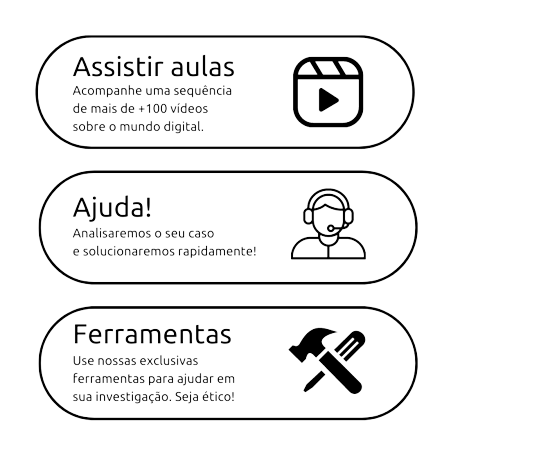 Assistir aulas
Acompanhe uma sequência
de mais de +100 vídeos
sobre o mundo digital.
Ajuda!
Analisaremos o seu caso
e solucionaremos rapidamente!
Ferramentas
Use nossas exclusivas
ferramentas para ajudar em
sua investigação. Seja ético!